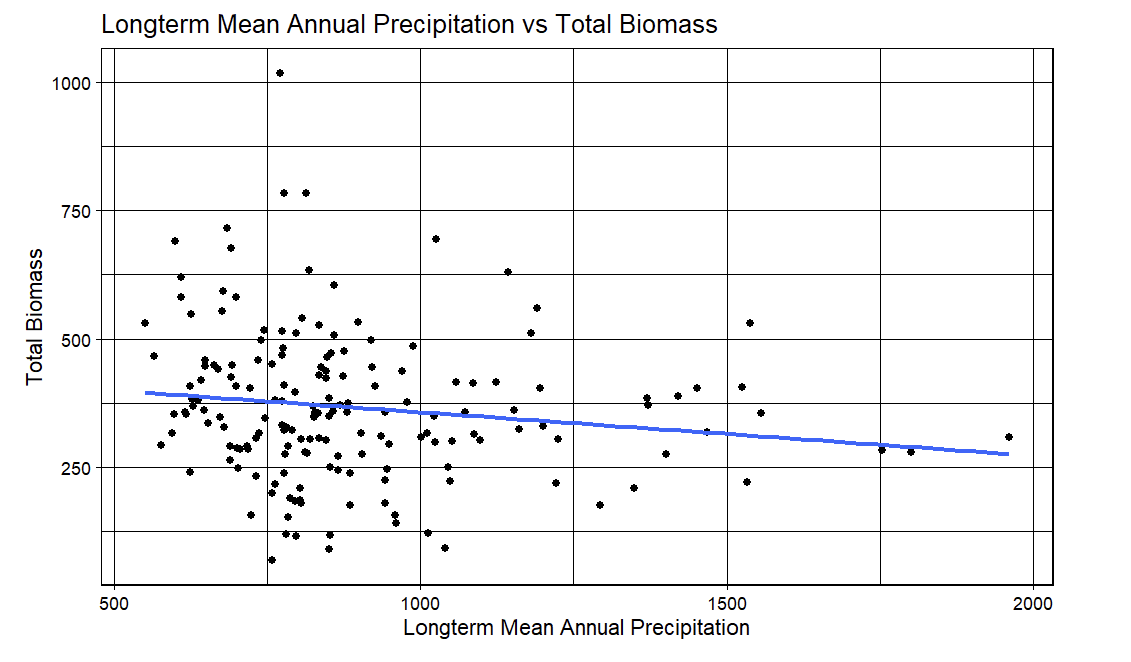 Longterm Mean Annual Precipitation vs Total Biomass
Total Biomass
1000
750
500
250
500 1000 1500 2000
Longterm Mean Annual Precipitation